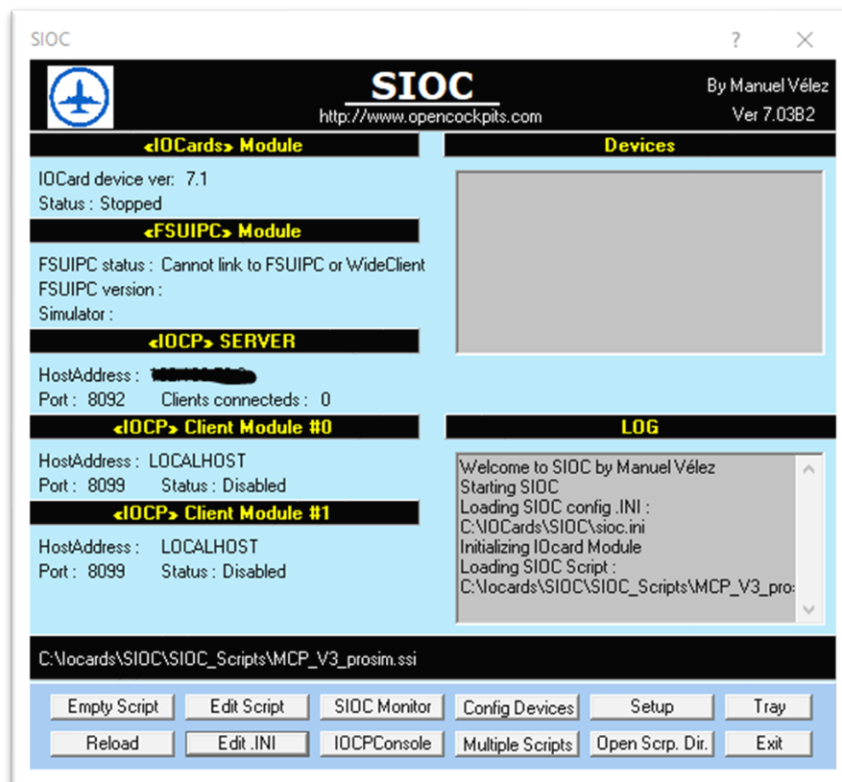 SIOC
? ×
SIOC
http://www.opencockpits.com
By Manuel Vélez
Ver 7.03B2
«IOCards» Module
IOCard device ver: 7.1
Status : Stopped
«FSUIPC» Module
FSUIPC status : Cannot link to FSUIPC or WideClient
FSUIPC version :
Simulator :
«IOCP» SERVER
HostAddress :
Port : 8092 Clients connecteds : 0
«IOCP» Client Module #0
HostAddress : LOCALHOST
Port : 8099 Status : Disabled
«IOCP» Client Module #1
HostAddress : LOCALHOST
Port : 8099 Status : Disabled
Devices
LOG
Welcome to SIOC by Manuel Vélez
Starting SIOC
Loading SIOC config .INI :
C:\IOCards\SIOC\sioc.ini
Initializing IOcard Module
Loading SIOC Script :
C:\Iocards\SIOC\SIOC_Scripts\MCP_V3_pro
C:\Iocards\SIOC\SIOC_Scripts\MCP_V3_prosim.ssi
Empty Script Edit Script SIOC Monitor Config Devices Setup Tray
Reload Edit .INI IOCPConsole Multiple Scripts Open Scrp. Dir. Exit